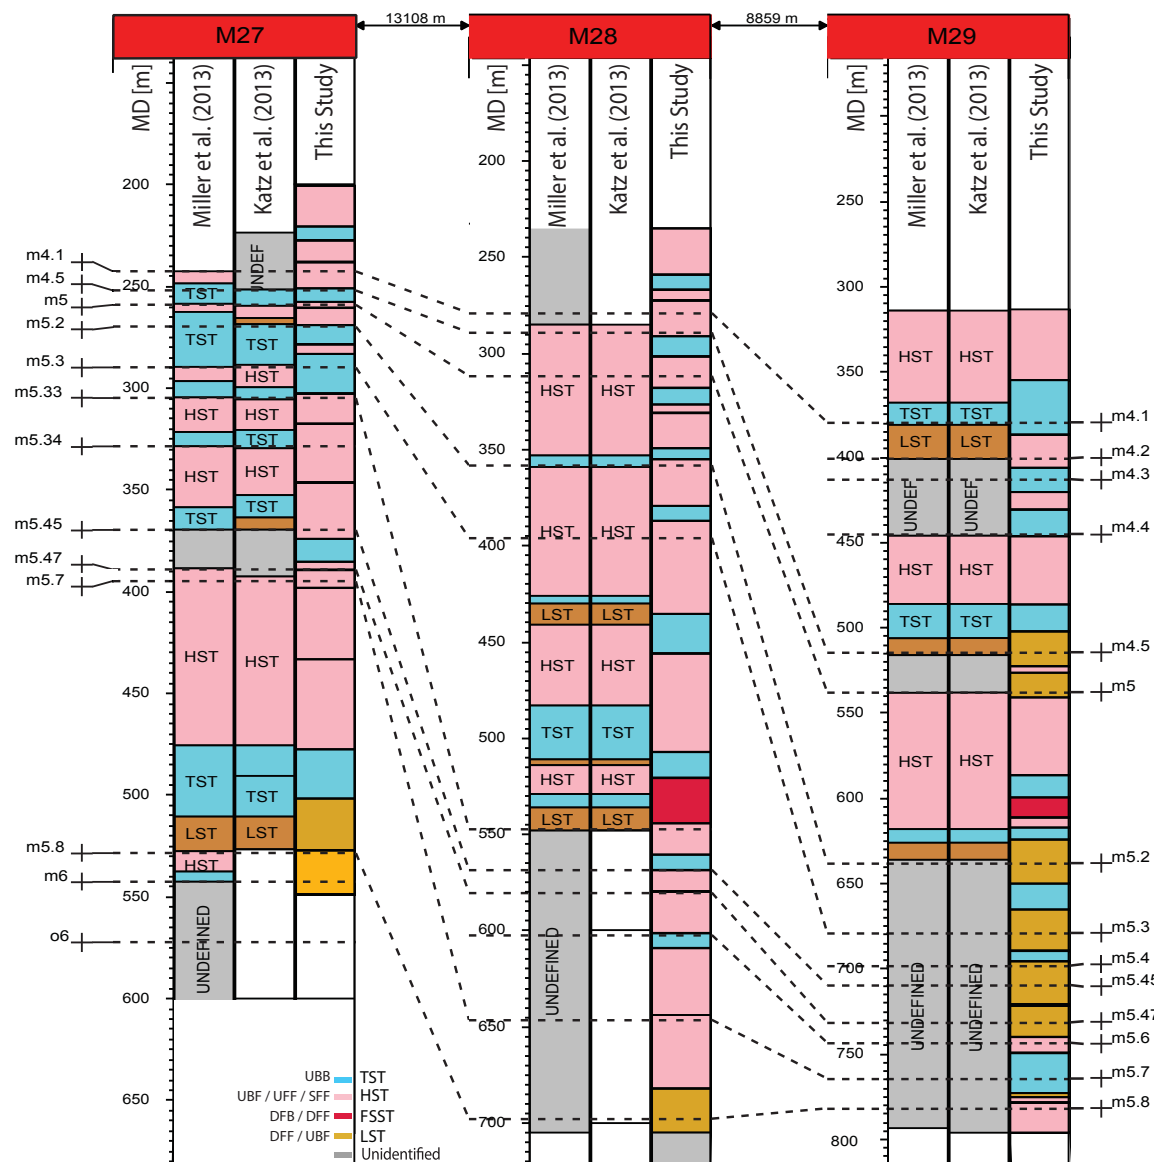 13108 m
8859 m
M27
M28
M29
MD [m]
Miller et al. (2013)
Katz et al. (2013)
This Study
MD [m]
Miller et al. (2013)
Katz et al. (2013)
This Study
MD [m]
Miller et al. (2013)
Katz et al. (2013)
This Study
m4.1
m4.5
m5
m5.2
m5.3
m5.33
m5.34
m5.45
m5.47
m5.7
m5.8
m6
o6
200
250
300
350
400
450
500
550
600
650
TST
TST
HST
HST
TST
HST
TST
LST
HST
UNDEFINED
UNDEF
TST
HST
HST
TST
HST
TST
HST
TST
LST
200
250
300
350
400
450
500
550
600
650
700
HST
HST
LST
HST
TST
HST
LST
UNDEFINED
HST
HST
LST
HST
TST
HST
LST
250
300
350
400
450
500
550
600
650
700
750
800
HST
TST
LST
UNDEF
HST
TST
HST
UNDEFINED
HST
TST
LST
UNDEF
HST
TST
HST
UNDEFINED
m4.1
m4.2
m4.3
m4.4
m4.5
m5
m5.2
m5.3
m5.4
m5.45
m5.47
m5.6
m5.7
m5.8
UBB TST
UBF / UFF / SFF HST
DFB / DFF FSST
DFF / UBF LST
Unidentified